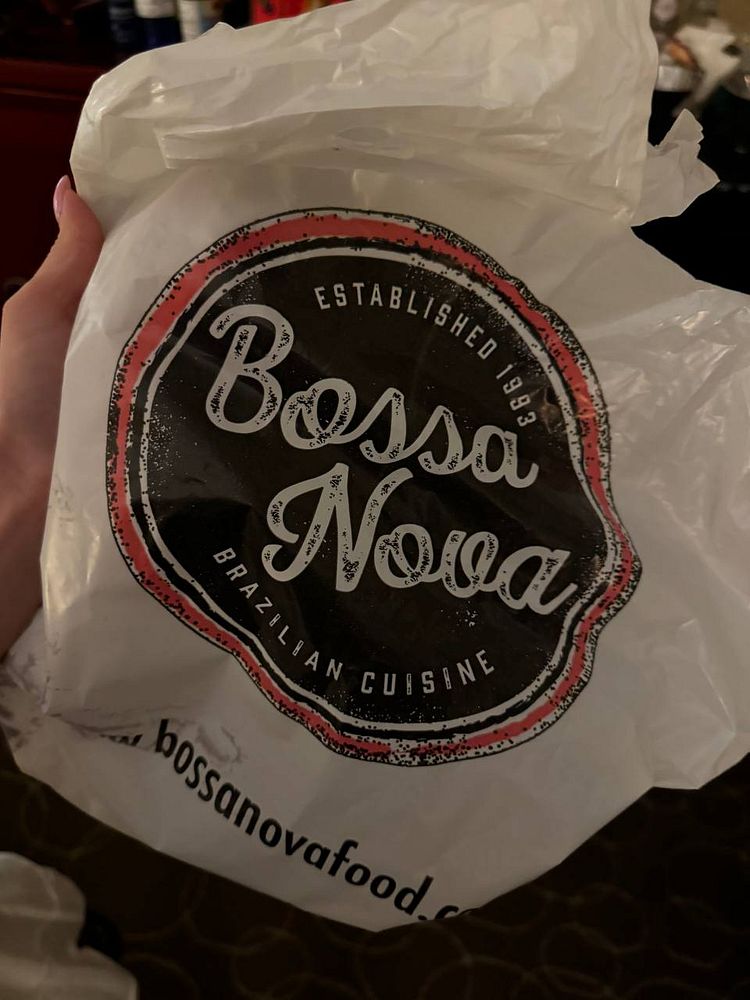 ESTABLISHED 1993
Bossa
Nova
BRAZILIAN CUISINE
bossanovafood.c